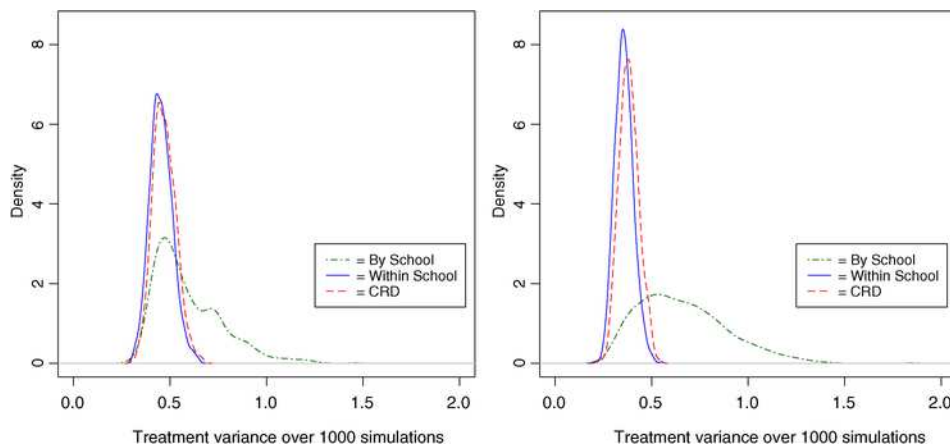 8
6
4
2
0
Density
= By School
= Within School
= CRD
0.0 0.5 1.0 1.5 2.0
Treatment variance over 1000 simulations
8
6
4
2
0
Density
= By School
= Within School
= CRD
0.0 0.5 1.0 1.5 2.0
Treatment variance over 1000 simulations